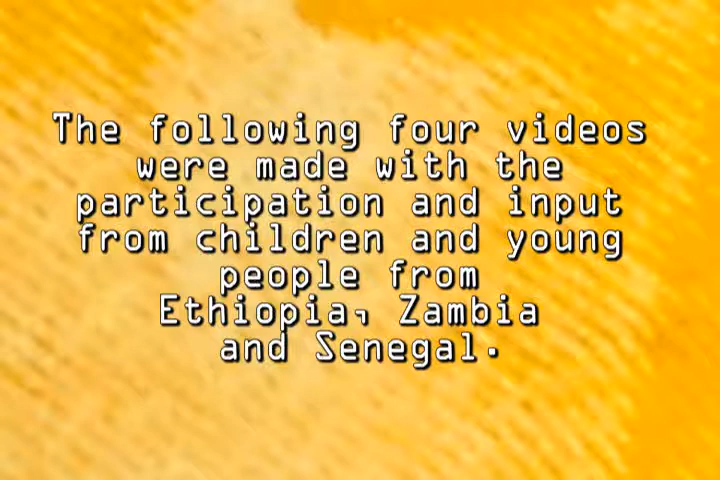 The following four videos
were made with the
participation and input
from children and young
people from
Ethiopia, Zambia
and Senegal.